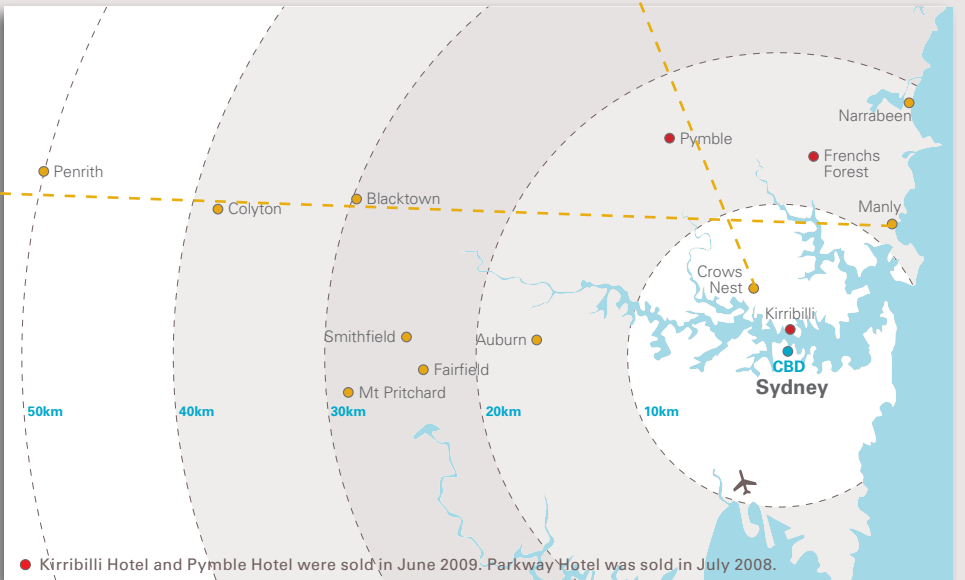 Narrabeen
Pymble
Frenchs
Forest
Penrith
Blacktown
Colyton
Manly
Crows
Nest
Kirribilli
Smithfield
Auburn
CBD
Fairfield
Sydney
Mt Pritchard
50km
40km
30km
20km
10km
Kirribilli Hotel and Pymble Hotel were sold in June 2009. Parkway Hotel was sold in July 2008.